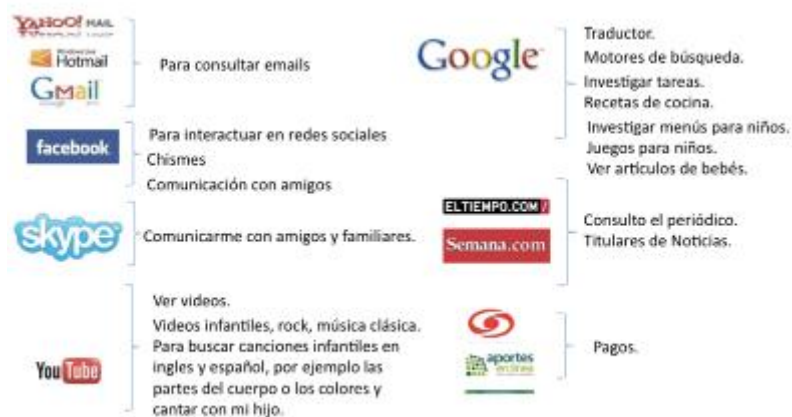 YAHOO! MAIL
Hotmail
Gmail
Para consultar emails
facebook
Para interactuar en redes sociales
Chismes
Comunicación con amigos
skype
Comunicarme con amigos y familiares.
YouTube
Ver videos.
Videos infantiles, rock, música clásica.
Para buscar canciones infantiles en
ingles y español, por ejemplo las
partes del cuerpo o los colores y
cantar con mi hijo.
Google
Traductor.
Motores de búsqueda.
Investigar tareas.
Recetas de cocina.
Investigar menús para niños.
Juegos para niños.
Ver artículos de bebés.
ELTIEMPO.COM
Semana.com
Consulto el periódico.
Titulares de Noticias.
aportes
en línea
Pagos.